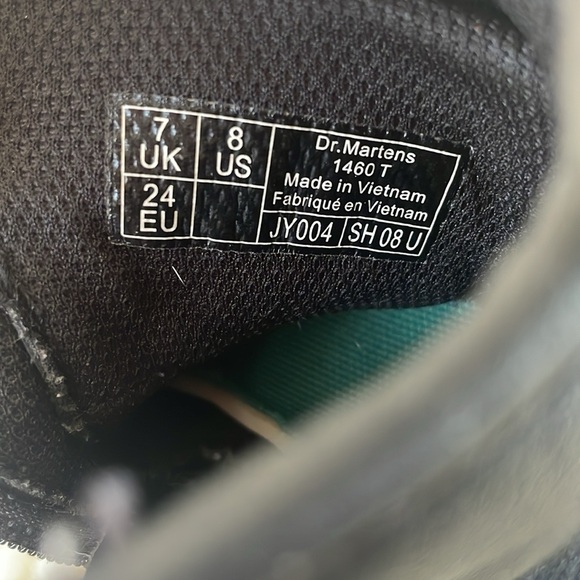 7
UK
8
US
24
EU
Dr.Martens
1460 T
Made in Vietnam
Fabriqué en Vietnam
JY004 SH 08 U